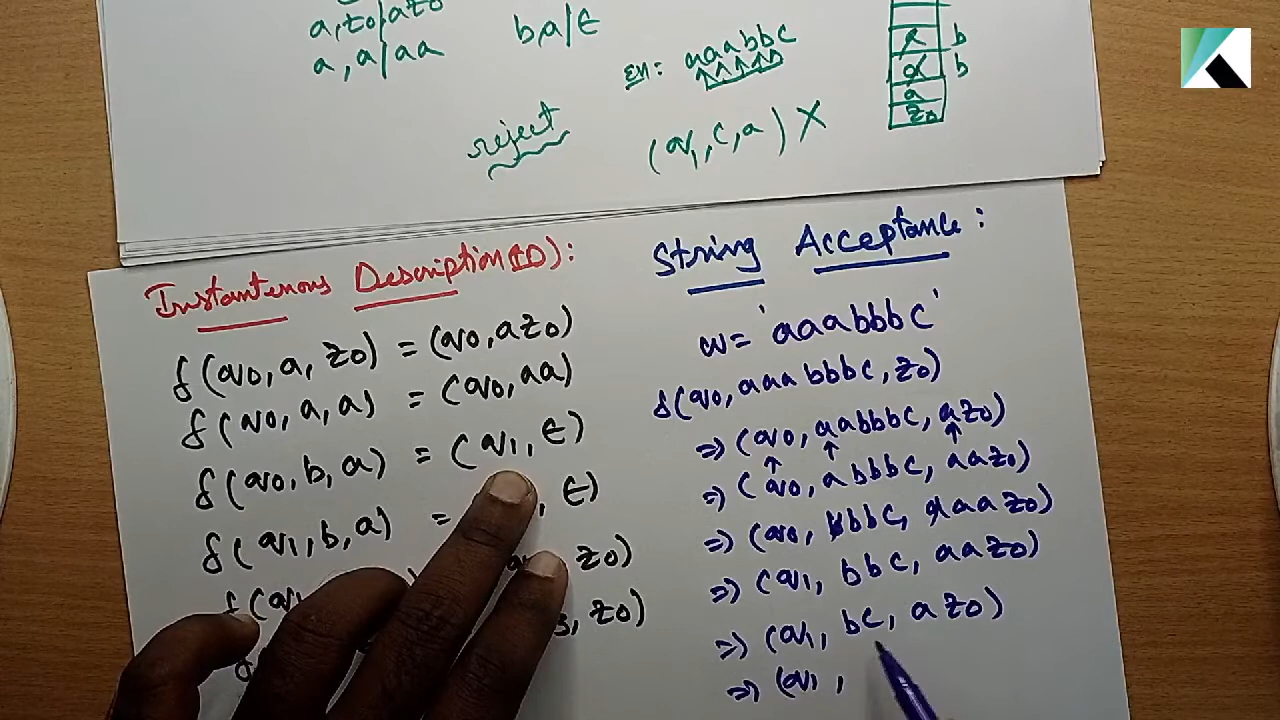 a, z0/az0
a, a/aa
b,a/ε
Ex: aaabbc
b
b
a
z0
reject
(q1, c, a) X
Instantenous Description(ID):
δ(q0, a, z0) = (q0, az0)
δ(q0, a, a) = (q0, aa)
δ(q0, b, a) = (q1, ε)
δ(q1, b, a) = , ε)
z0)
, z0)
String Acceptance:
w= 'aaabbbc'
δ(q0, aaabbbc, z0)
=> (q0, aabbbc, az0)
=> (q0, abbbc, aaz0)
=> (q0, bbbc, aaaz0)
=> (q1, bbc, aaz0)
=> (q1, bc, az0)
=> (q1,